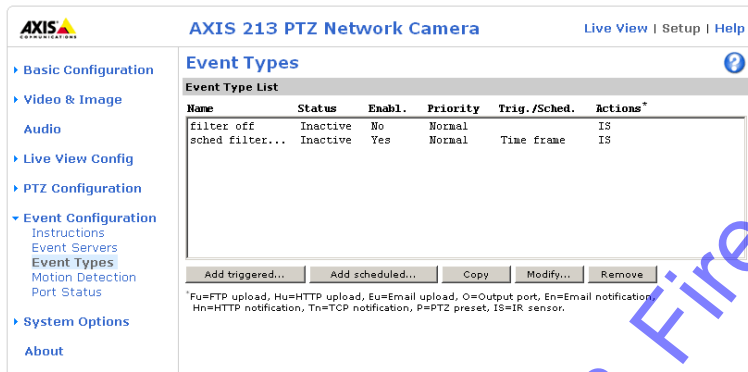 AXIS
COMMUNICATIONS
AXIS 213 PTZ Network Camera
Live View | Setup | Help
Basic Configuration
Video & Image
Audio
Live View Config
PTZ Configuration
Event Configuration
Instructions
Event Servers
Event Types
Motion Detection
Port Status
System Options
About
Event Types
?
Event Type List
Name Status Enabl. Priority Trig./Sched. Actions*
filter off Inactive No Normal IS
sched filter... Inactive Yes Normal Time frame IS
Add triggered... Add scheduled... Copy Modify... Remove
*Fu=FTP upload, Hu=HTTP upload, Eu=Email upload, O=Output port, En=Email notification,
Hn=HTTP notification, Tn=TCP notification, P=PTZ preset, IS=IR sensor.
Fire